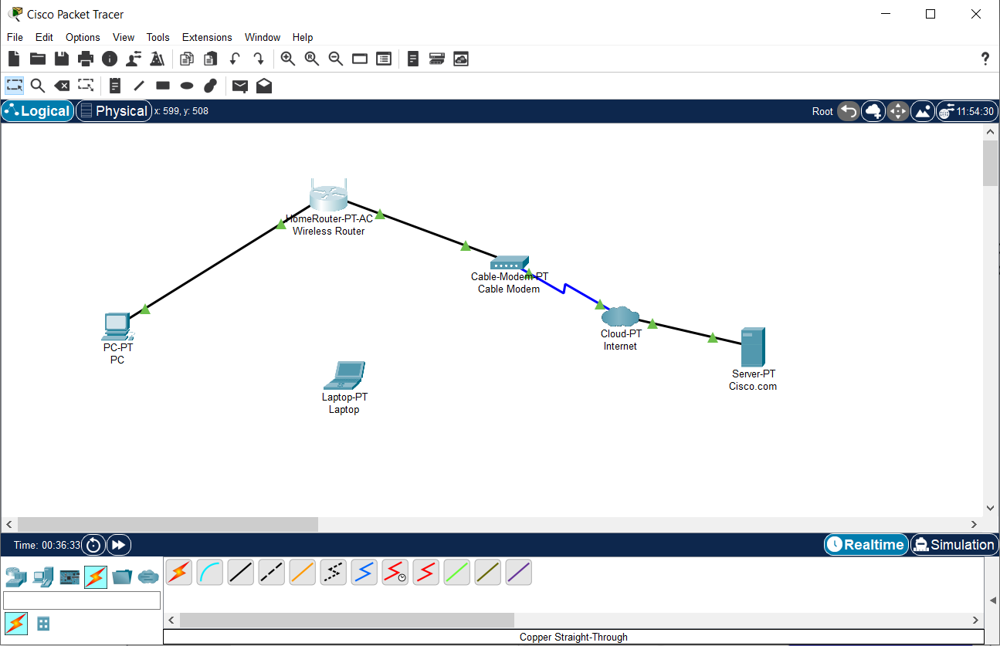 Cisco Packet Tracer
File Edit Options View Tools Extensions Window Help
Logical Physical x: 599, y: 508 Root 11:54:30
HomeRouter-PT-AC
Wireless Router
Cable-Modem-PT
Cable Modem
Cloud-PT
Internet
PC-PT
PC
Server-PT
Cisco.com
Laptop-PT
Laptop
Time: 00:36:33 Realtime Simulation
Copper Straight-Through